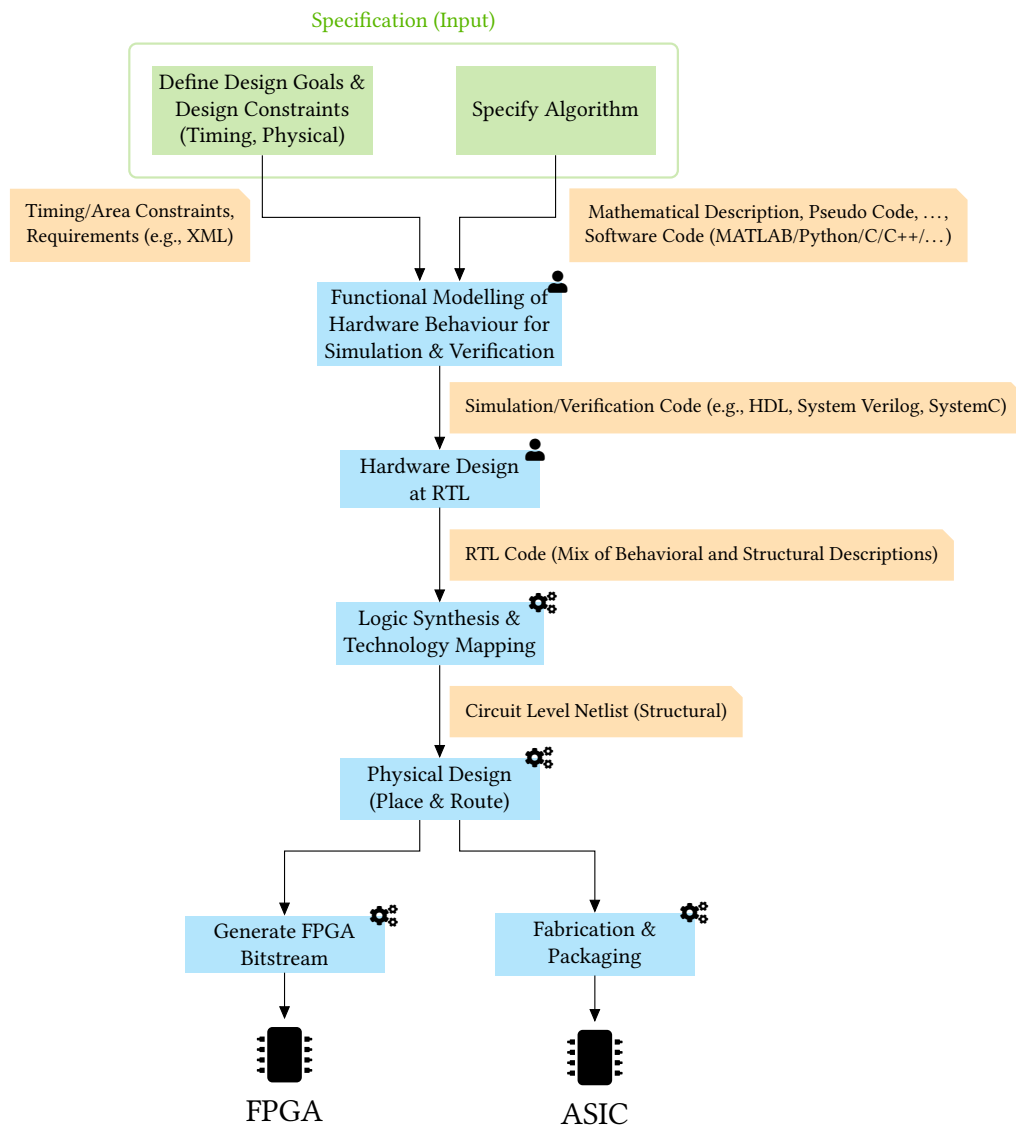 Specification (Input)
Define Design Goals &
Design Constraints
(Timing, Physical)
Specify Algorithm
Timing/Area Constraints,
Requirements (e.g., XML)
Mathematical Description, Pseudo Code, …,
Software Code (MATLAB/Python/C/C++/…)
Functional Modelling of
Hardware Behaviour for
Simulation & Verification
Simulation/Verification Code (e.g., HDL, System Verilog, SystemC)
Hardware Design
at RTL
RTL Code (Mix of Behavioral and Structural Descriptions)
Logic Synthesis &
Technology Mapping
Circuit Level Netlist (Structural)
Physical Design
(Place & Route)
Generate FPGA
Bitstream
Fabrication &
Packaging
FPGA
ASIC